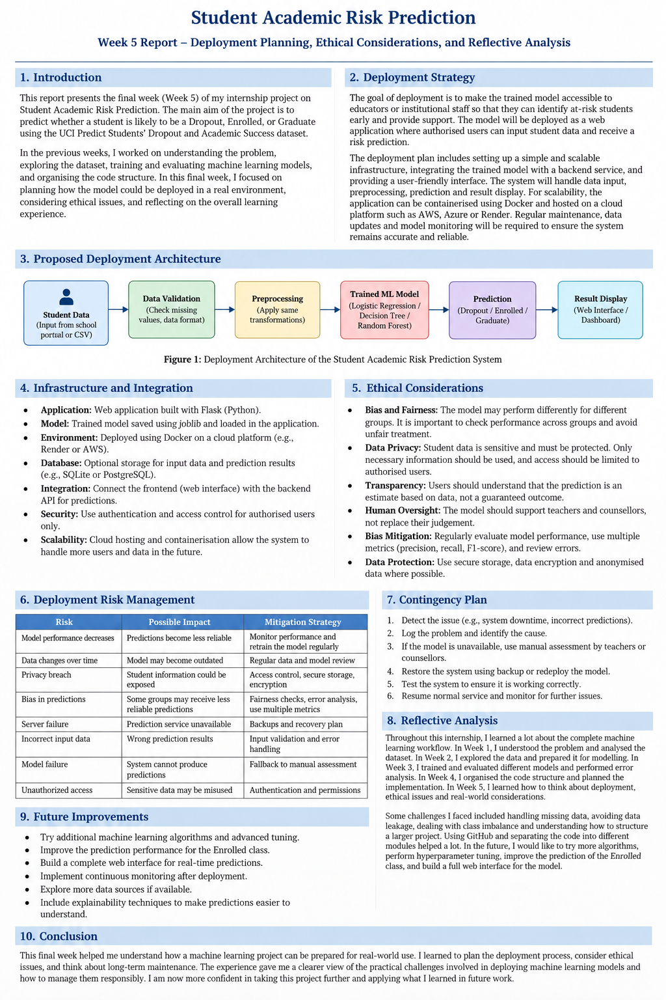 Student Academic Risk Prediction
Week 5 Report – Deployment Planning, Ethical Considerations, and Reflective Analysis
1. Introduction
This report presents the final week (Week 5) of my internship project on
Student Academic Risk Prediction. The main aim of the project is to
predict whether a student is likely to be a Dropout, Enrolled, or Graduate
using the UCI Predict Students' Dropout and Academic Success dataset.
In the previous weeks, I worked on understanding the problem,
exploring the dataset, training and evaluating machine learning models,
and organising the code structure. In this final week, I focused on
planning how the model could be deployed in a real environment,
considering ethical issues, and reflecting on the overall learning
experience.
2. Deployment Strategy
The goal of deployment is to make the trained model accessible to
educators or institutional staff so that they can identify at-risk students
early and provide support. The model will be deployed as a web
application where authorised users can input student data and receive a
risk prediction.
The deployment plan includes setting up a simple and scalable
infrastructure, integrating the trained model with a backend service, and
providing a user-friendly interface. The system will handle data input,
preprocessing, prediction and result display. For scalability, the
application can be containerised using Docker and hosted on a cloud
platform such as AWS, Azure or Render. Regular maintenance, data
updates and model monitoring will be required to ensure the system
remains accurate and reliable.
3. Proposed Deployment Architecture
Student Data
(Input from school
portal or CSV)
Data Validation
(Check missing
values, data format)
Preprocessing
(Apply same
transformations)
Trained ML Model
(Logistic Regression /
Decision Tree /
Random Forest)
Prediction
(Dropout / Enrolled /
Graduate)
Result Display
(Web Interface /
Dashboard)
Figure 1: Deployment Architecture of the Student Academic Risk Prediction System
4. Infrastructure and Integration
● Application: Web application built with Flask (Python).
● Model: Trained model saved using joblib and loaded in the application.
● Environment: Deployed using Docker on a cloud platform (e.g.,
Render or AWS).
● Database: Optional storage for input data and prediction results
(e.g., SQLite or PostgreSQL).
● Integration: Connect the frontend (web interface) with the backend
API for predictions.
● Security: Use authentication and access control for authorised users
only.
● Scalability: Cloud hosting and containerisation allow the system to
handle more users and data in the future.
5. Ethical Considerations
● Bias and Fairness: The model may perform differently for different
groups. It is important to check performance across groups and avoid
unfair treatment.
● Data Privacy: Student data is sensitive and must be protected. Only
necessary information should be used, and access should be limited to
authorised users.
● Transparency: Users should understand that the prediction is an
estimate based on data, not a guaranteed outcome.
● Human Oversight: The model should support teachers and counsellors,
not replace their judgement.
● Bias Mitigation: Regularly evaluate model performance, use multiple
metrics (precision, recall, F1-score), and review errors.
● Data Protection: Use secure storage, data encryption and anonymised
data where possible.
6. Deployment Risk Management
Risk Possible Impact Mitigation Strategy
Model performance decreases Predictions become less reliable Monitor performance and
retrain the model regularly
Data changes over time Model may become outdated Regular data and model review
Privacy breach Student information could be Access control, secure storage,
exposed encryption
Bias in predictions Some groups may receive less Fairness checks, error analysis,
reliable predictions use multiple metrics
Server failure Prediction service unavailable Backups and recovery plan
Incorrect input data Wrong prediction results Input validation and error
handling
Model failure System cannot produce Fallback to manual assessment
predictions
Unauthorized access Sensitive data may be misused Authentication and permissions
7. Contingency Plan
1. Detect the issue (e.g., system downtime, incorrect predictions).
2. Log the problem and identify the cause.
3. If the model is unavailable, use manual assessment by teachers or
counsellors.
4. Restore the system using backup or redeploy the model.
5. Test the system to ensure it is working correctly.
6. Resume normal service and monitor for further issues.
8. Reflective Analysis
Throughout this internship, I learned a lot about the complete machine
learning workflow. In Week 1, I understood the problem and analysed the
dataset. In Week 2, I explored the data and prepared it for modelling. In
Week 3, I trained and evaluated different models and performed error
analysis. In Week 4, I organised the code structure and planned the
implementation. In Week 5, I learned how to think about deployment,
ethical issues and real-world considerations.
Some challenges I faced included handling missing data, avoiding data
leakage, dealing with class imbalance and understanding how to structure
a larger project. Using GitHub and separating the code into different
modules helped a lot. In the future, I would like to try more algorithms,
perform hyperparameter tuning, improve the prediction of the Enrolled
class, and build a full web interface for the model.
9. Future Improvements
● Try additional machine learning algorithms and advanced tuning.
● Improve the prediction performance for the Enrolled class.
● Build a complete web interface for real-time predictions.
● Implement continuous monitoring after deployment.
● Explore more data sources if available.
● Include explainability techniques to make predictions easier to
understand.
10. Conclusion
This final week helped me understand how a machine learning project can be prepared for real-world use. I learned to plan the deployment process, consider ethical
issues, and think about long-term maintenance. The experience gave me a clearer view of the practical challenges involved in deploying machine learning models and
how to manage them responsibly. I am now more confident in taking this project further and applying what I learned in future work.